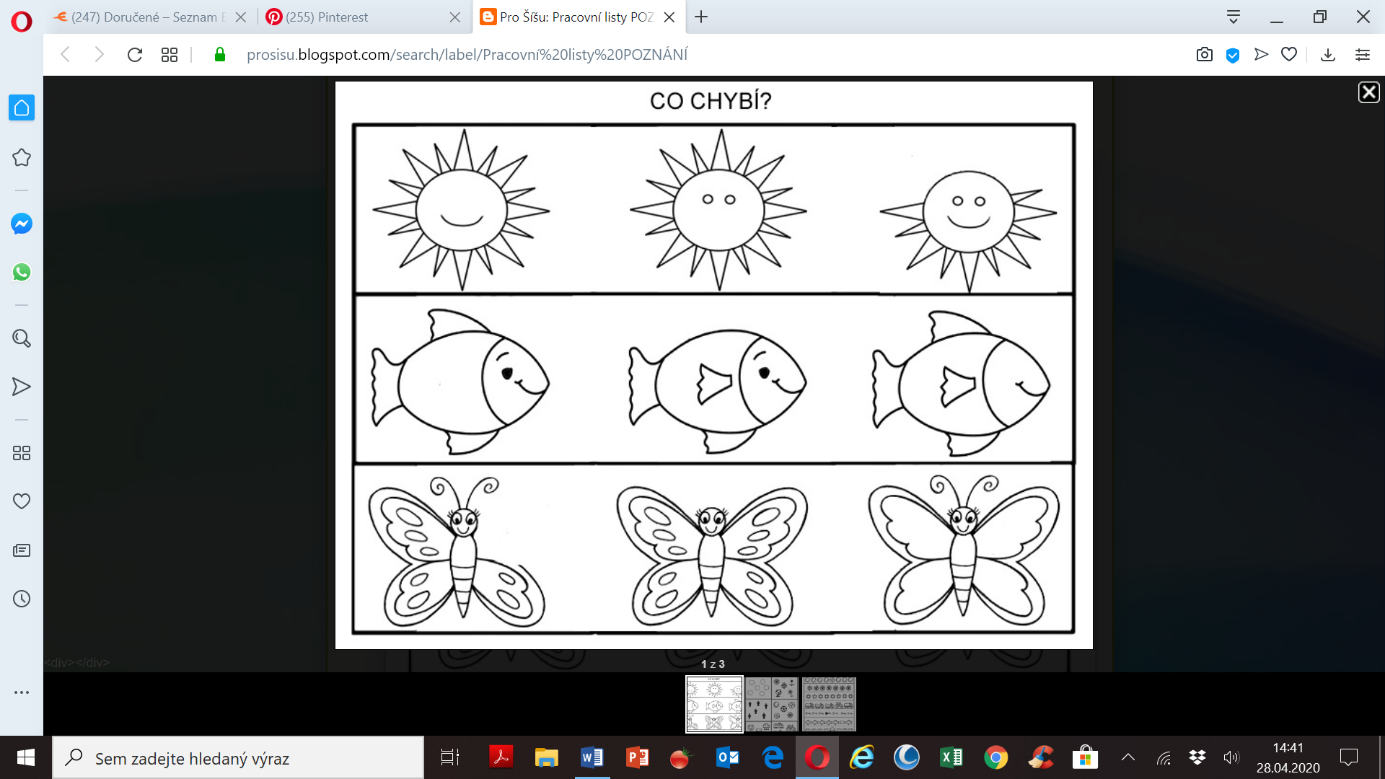 (247) Doručené – Seznam E
(255) Pinterest
Pro Šíšu: Pracovní listy POZ
prosisu.blogspot.com/search/label/Pracovní%20listy%20POZNÁNÍ
CO CHYBÍ?
<div></div>
1 z 3
Sem zadejte hledaný výraz
14:41
28.04.2020